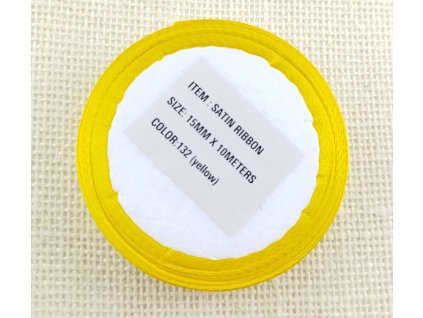 ITEM : SATIN RIBBON
SIZE: 15MM X 10METERS
COLOR:132 (yellow)